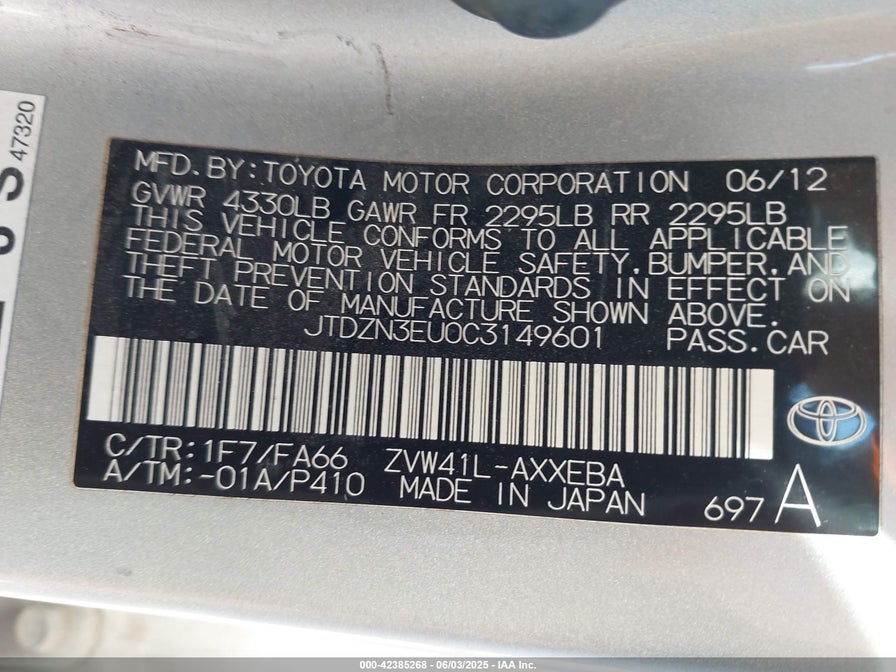 47320
MFD.BY:TOYOTA MOTOR CORPORATION 06/12
GVWR 4330LB GAWR FR 2295LB RR 2295LB
THIS VEHICLE CONFORMS TO ALL APPLICABLE
FEDERAL MOTOR VEHICLE SAFETY,BUMPER,AND
THEFT PREVENTION STANDARDS IN EFFECT ON
THE DATE OF MANUFACTURE SHOWN ABOVE.
JTDZN3EU0C3149601 PASS.CAR
C/TR:1F7/FA66 ZVW41L-AXXEBA
A/TM:-01A/P410 MADE IN JAPAN 697 A
000-42385268 - 06/03/2025 - IAA Inc.